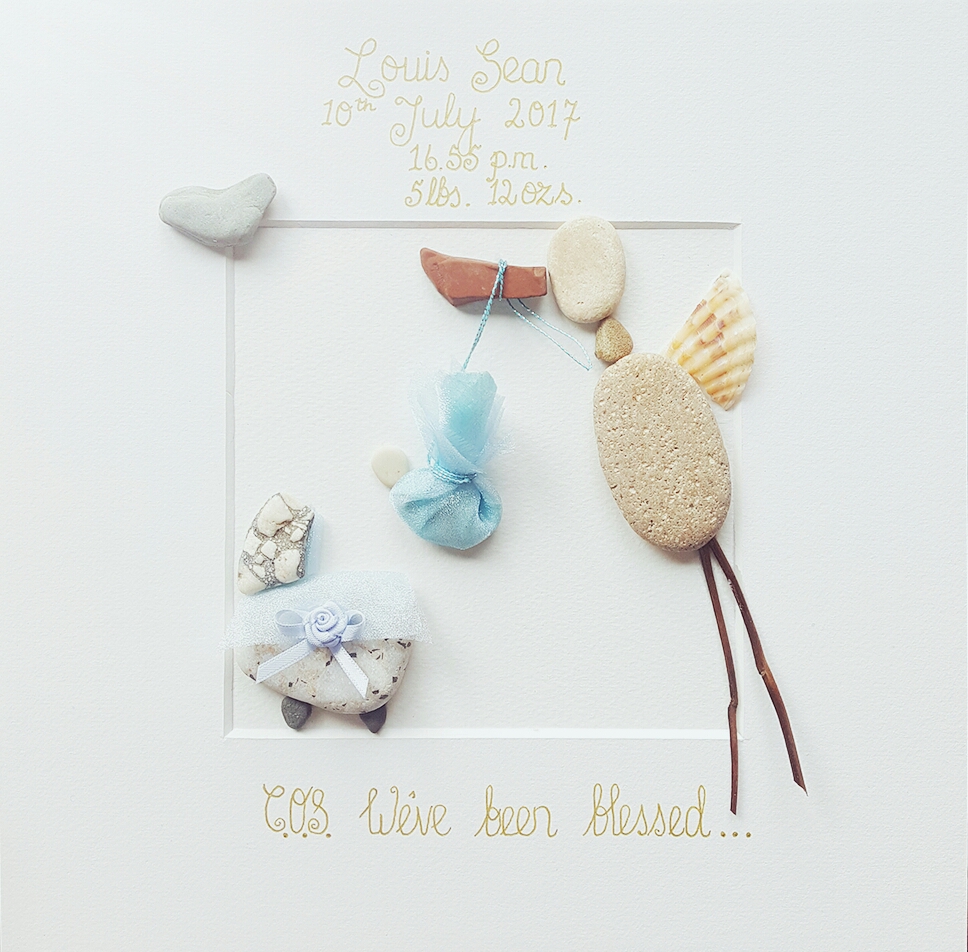 Louis Sean
10th July 2017
16.55 p.m.
5lbs. 12ozs.
C.O.S. We've been blessed...